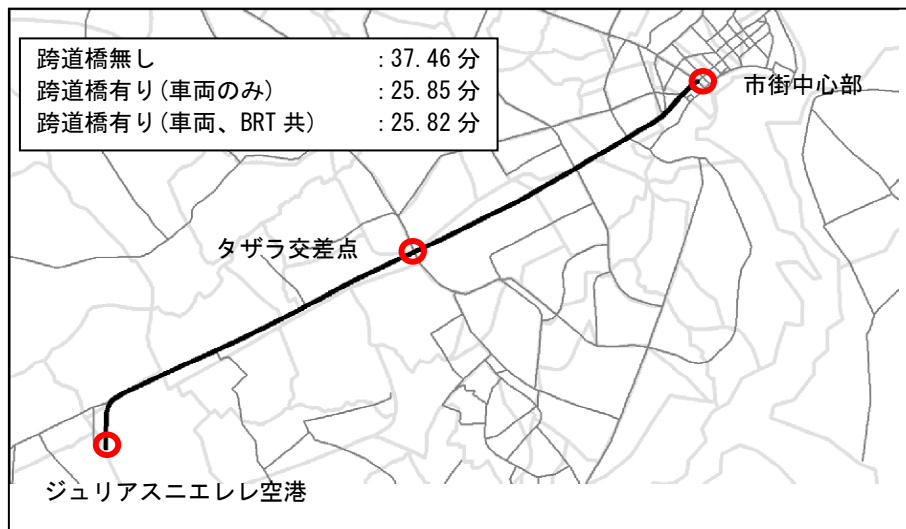 跨道橋無し :37.46 分
跨道橋有り(車両のみ) :25.85 分
跨道橋有り(車両、BRT 共) :25.82 分
市街中心部
タザラ交差点
ジュリアスニエレレ空港